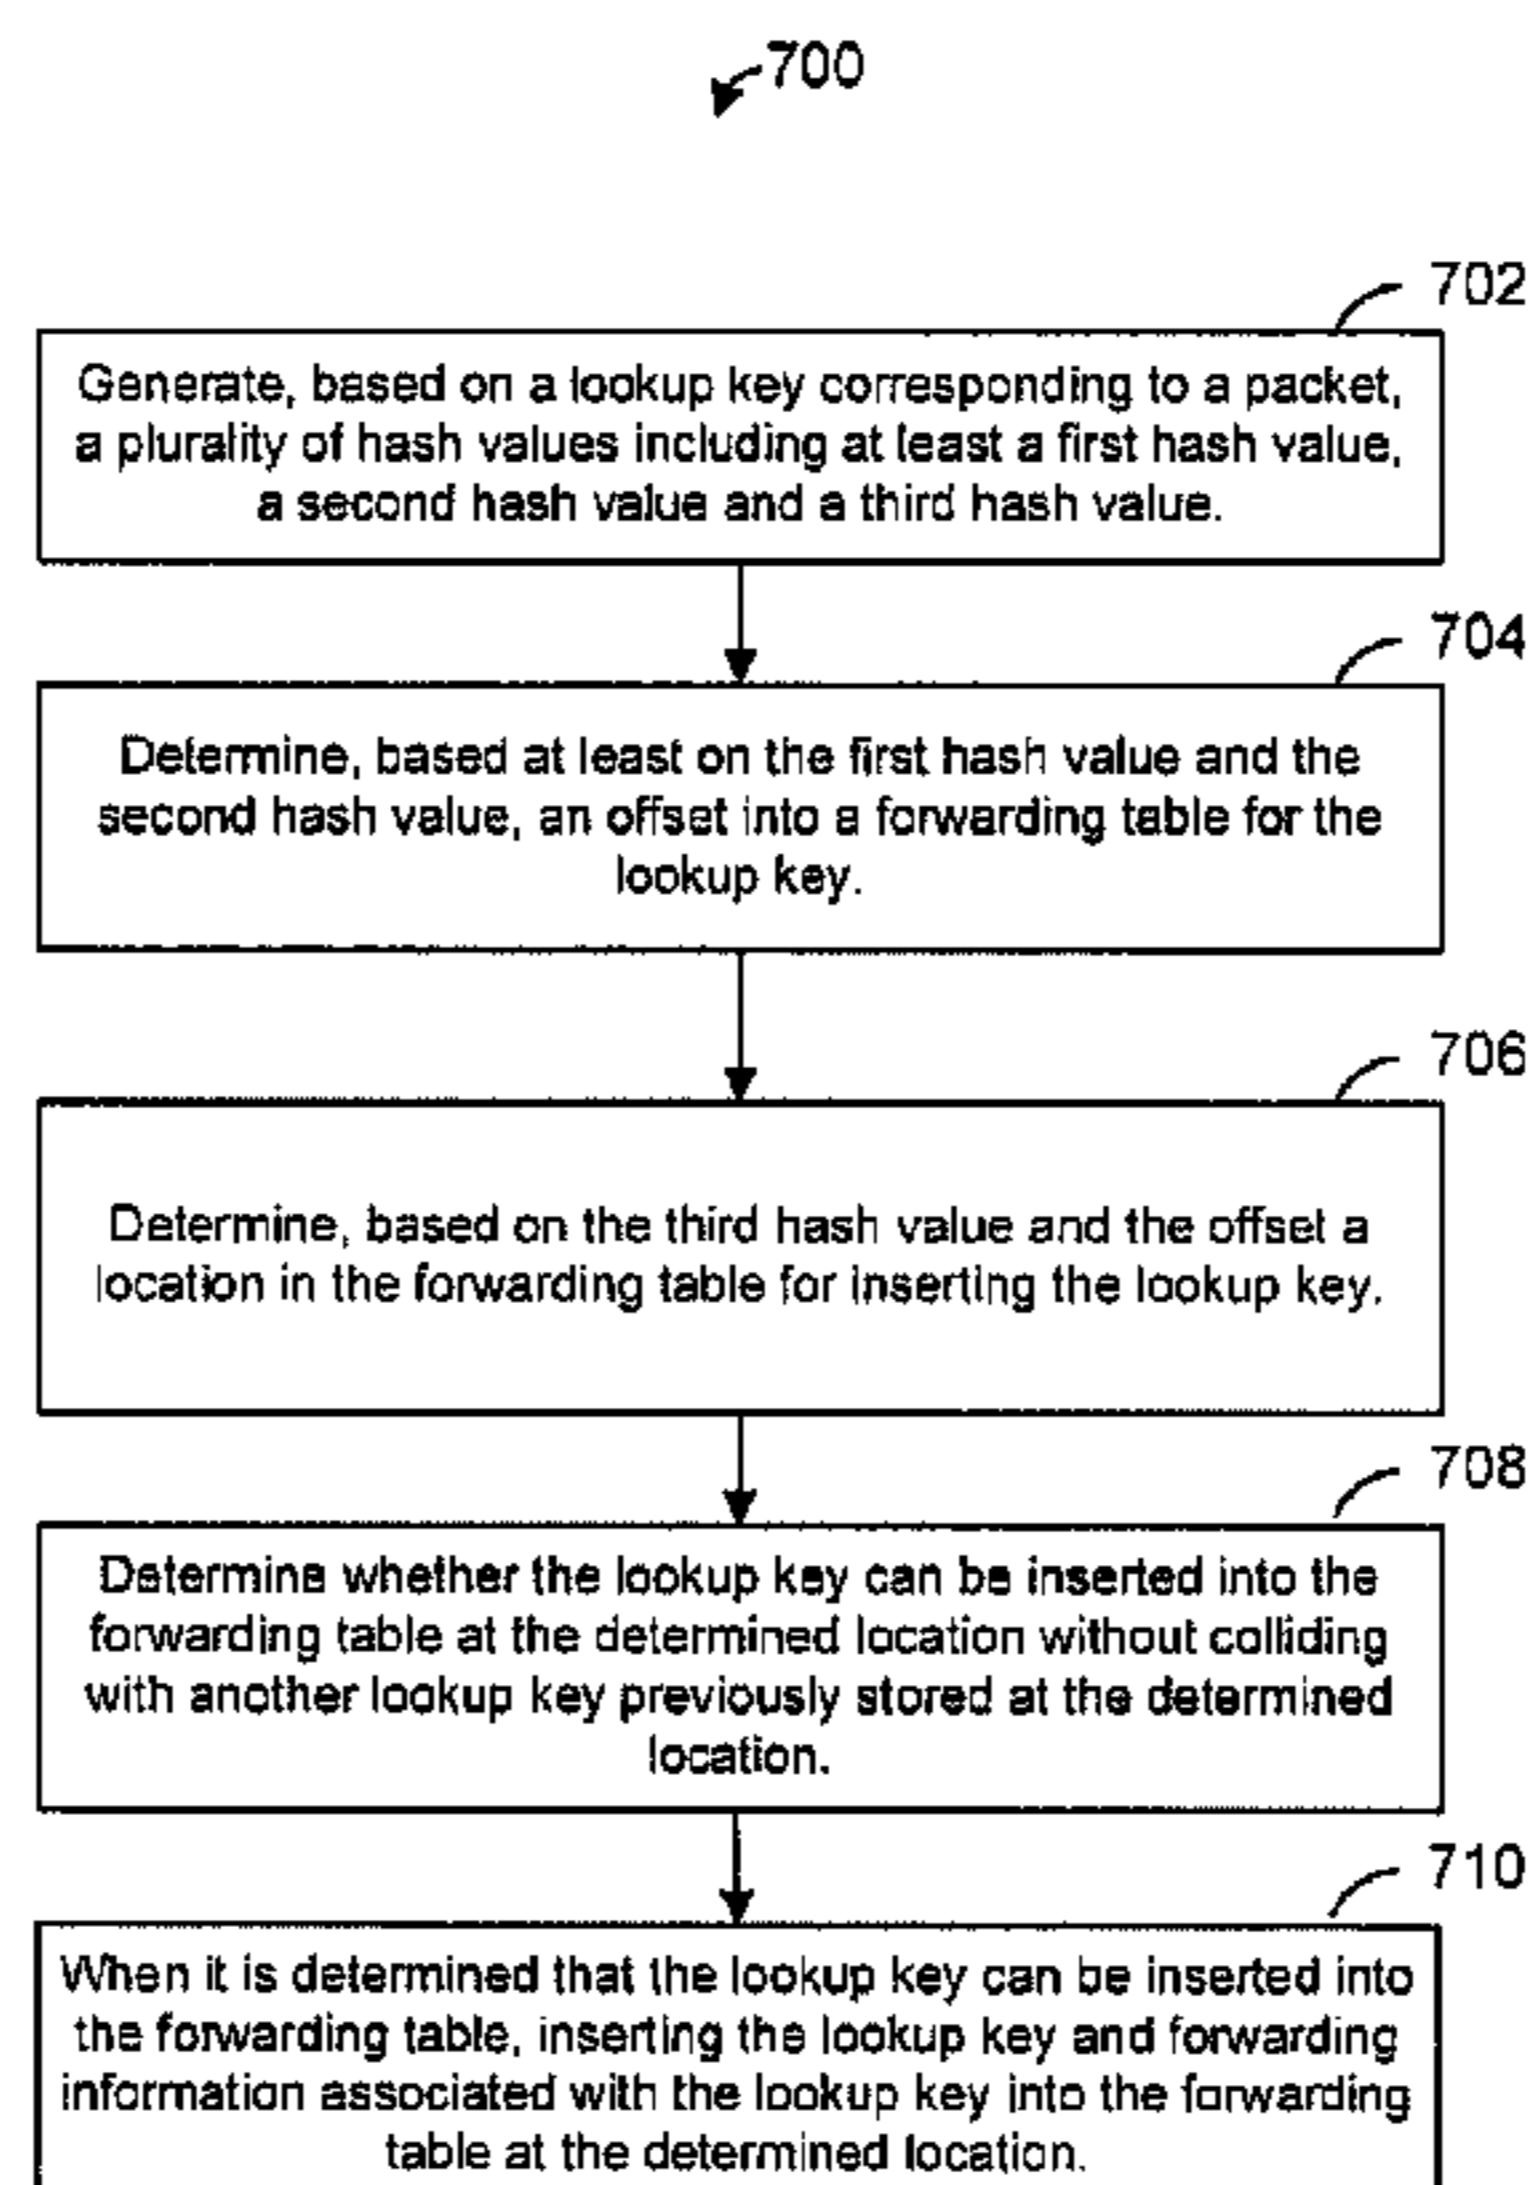 700
702
Generate, based on a lookup key corresponding to a packet,
a plurality of hash values including at least a first hash value,
a second hash value and a third hash value.
704
Determine, based at least on the first hash value and the
second hash value, an offset into a forwarding table for the
lookup key.
706
Determine, based on the third hash value and the offset a
location in the forwarding table for inserting the lookup key.
708
Determine whether the lookup key can be inserted into the
forwarding table at the determined location without colliding
with another lookup key previously stored at the determined
location.
710
When it is determined that the lookup key can be inserted into
the forwarding table, inserting the lookup key and forwarding
information associated with the lookup key into the forwarding
table at the determined location.